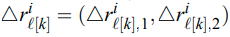 △r^i_{ℓ[k]} = (△r^i_{ℓ[k],1}, △r^i_{ℓ[k],2})